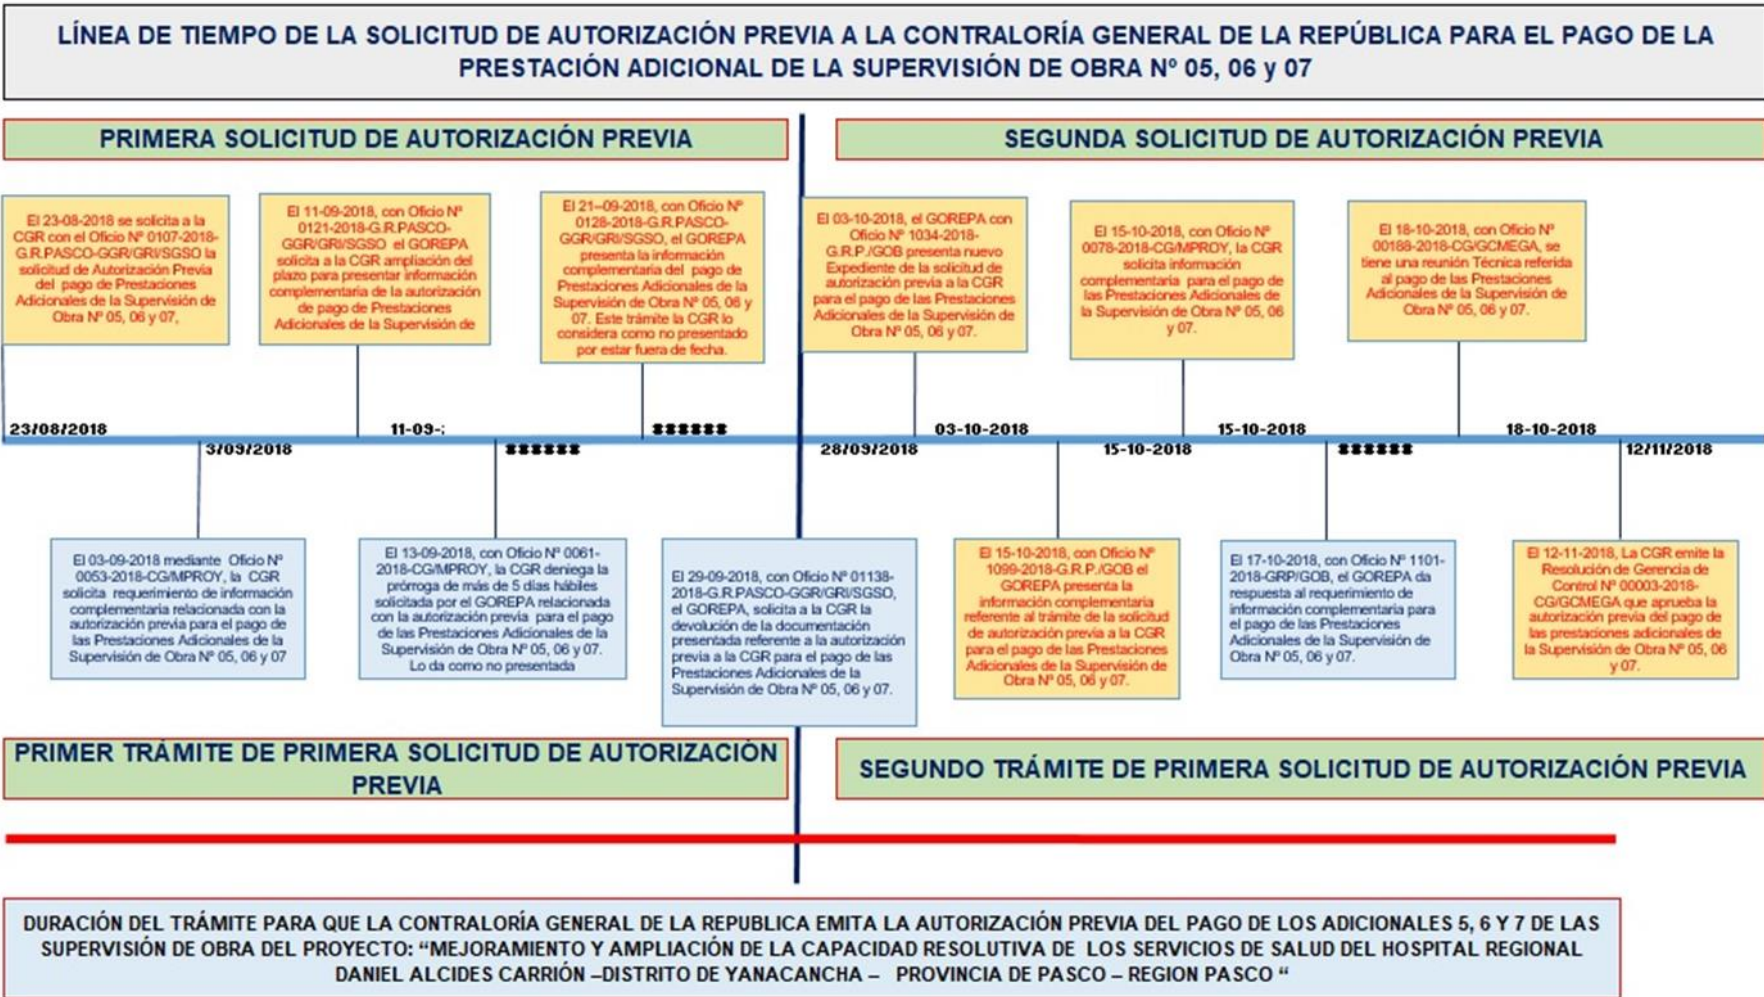 LÍNEA DE TIEMPO DE LA SOLICITUD DE AUTORIZACIÓN PREVIA A LA CONTRALORÍA GENERAL DE LA REPÚBLICA PARA EL PAGO DE LA
PRESTACIÓN ADICIONAL DE LA SUPERVISIÓN DE OBRA Nº 05, 06 y 07
PRIMERA SOLICITUD DE AUTORIZACIÓN PREVIA
SEGUNDA SOLICITUD DE AUTORIZACIÓN PREVIA
El 23-08-2018 se solicita a la
CGR con el Oficio Nº 0107-2018-
G.R.PASCO-GGR/GRI/SGSO la
solicitud de Autorización Previa
del pago de Prestaciones
Adicionales de la Supervisión de
Obra Nº 05, 06 y 07,
El 11-09-2018, con Oficio Nº
0121-2018-G.R.PASCO-
GGR/GRI/SGSO el GOREPA
solicita a la CGR ampliación del
plazo para presentar información
complementaria de la autorización
de pago de Prestaciones
Adicionales de la Supervisión de
El 21–09-2018, con Oficio Nº
0128-2018-G.R.PASCO-
GGR/GRI/SGSO, el GOREPA
presenta la información
complementaria del pago de
Prestaciones Adicionales de la
Supervisión de Obra Nº 05, 06 y
07. Este trámite la CGR lo
considera como no presentado
por estar fuera de fecha.
El 03-10-2018, el GOREPA con
Oficio Nº 1034-2018-
G.R.P./GOB presenta nuevo
Expediente de la solicitud de
autorización previa a la CGR
para el pago de las Prestaciones
Adicionales de la Supervisión de
Obra Nº 05, 06 y 07.
El 15-10-2018, con Oficio Nº
0078-2018-CG/MPROY, la CGR
solicita información
complementaria para el pago de
las Prestaciones Adicionales de
la Supervisión de Obra Nº 05, 06
y 07.
El 18-10-2018, con Oficio Nº
00188-2018-CG/GCMEGA, se
tiene una reunión Técnica referida
al pago de las Prestaciones
Adicionales de la Supervisión de
Obra Nº 05, 06 y 07.
23/08/2018
11-09-:
######
03-10-2018
15-10-2018
18-10-2018
3/09/2018
######
28/09/2018
15-10-2018
######
12/11/2018
El 03-09-2018 mediante Oficio Nº
0053-2018-CG/MPROY, la CGR
solicita requerimiento de información
complementaria relacionada con la
autorización previa para el pago de
las Prestaciones Adicionales de la
Supervisión de Obra Nº 05, 06 y 07
El 13-09-2018, con Oficio Nº 0061-
2018-CG/MPROY, la CGR deniega la
prórroga de más de 5 días hábiles
solicitada por el GOREPA relacionada
con la autorización previa para el pago
de las Prestaciones Adicionales de la
Supervisión de Obra Nº 05, 06 y 07.
Lo da como no presentada
El 29-09-2018, con Oficio Nº 01138-
2018-G.R.PASCO-GGR/GRI/SGSO,
el GOREPA, solicita a la CGR la
devolución de la documentación
presentada referente a la autorización
previa a la CGR para el pago de las
Prestaciones Adicionales de la
Supervisión de Obra Nº 05, 06 y 07.
El 15-10-2018, con Oficio Nº
1099-2018-G.R.P./GOB el
GOREPA presenta la
información complementaria
referente al trámite de la solicitud
de autorización previa a la CGR
para el pago de las Prestaciones
Adicionales de la Supervisión de
Obra Nº 05, 06 y 07.
El 17-10-2018, con Oficio Nº 1101-
2018-GRP/GOB, el GOREPA da
respuesta al requerimiento de
información complementaria para
el pago de las Prestaciones
Adicionales de la Supervisión de
Obra Nº 05, 06 y 07.
El 12-11-2018, La CGR emite la
Resolución de Gerencia de
Control Nº 00003-2018-
CG/GCMEGA que aprueba la
autorización previa del pago de
las prestaciones adicionales de
la Supervisión de Obra Nº 05, 06
y 07.
PRIMER TRÁMITE DE PRIMERA SOLICITUD DE AUTORIZACIÓN
PREVIA
SEGUNDO TRÁMITE DE PRIMERA SOLICITUD DE AUTORIZACIÓN PREVIA
DURACIÓN DEL TRÁMITE PARA QUE LA CONTRALORÍA GENERAL DE LA REPUBLICA EMITA LA AUTORIZACIÓN PREVIA DEL PAGO DE LOS ADICIONALES 5, 6 Y 7 DE LAS
SUPERVISIÓN DE OBRA DEL PROYECTO: “MEJORAMIENTO Y AMPLIACIÓN DE LA CAPACIDAD RESOLUTIVA DE LOS SERVICIOS DE SALUD DEL HOSPITAL REGIONAL
DANIEL ALCIDES CARRIÓN –DISTRITO DE YANACANCHA – PROVINCIA DE PASCO – REGION PASCO “